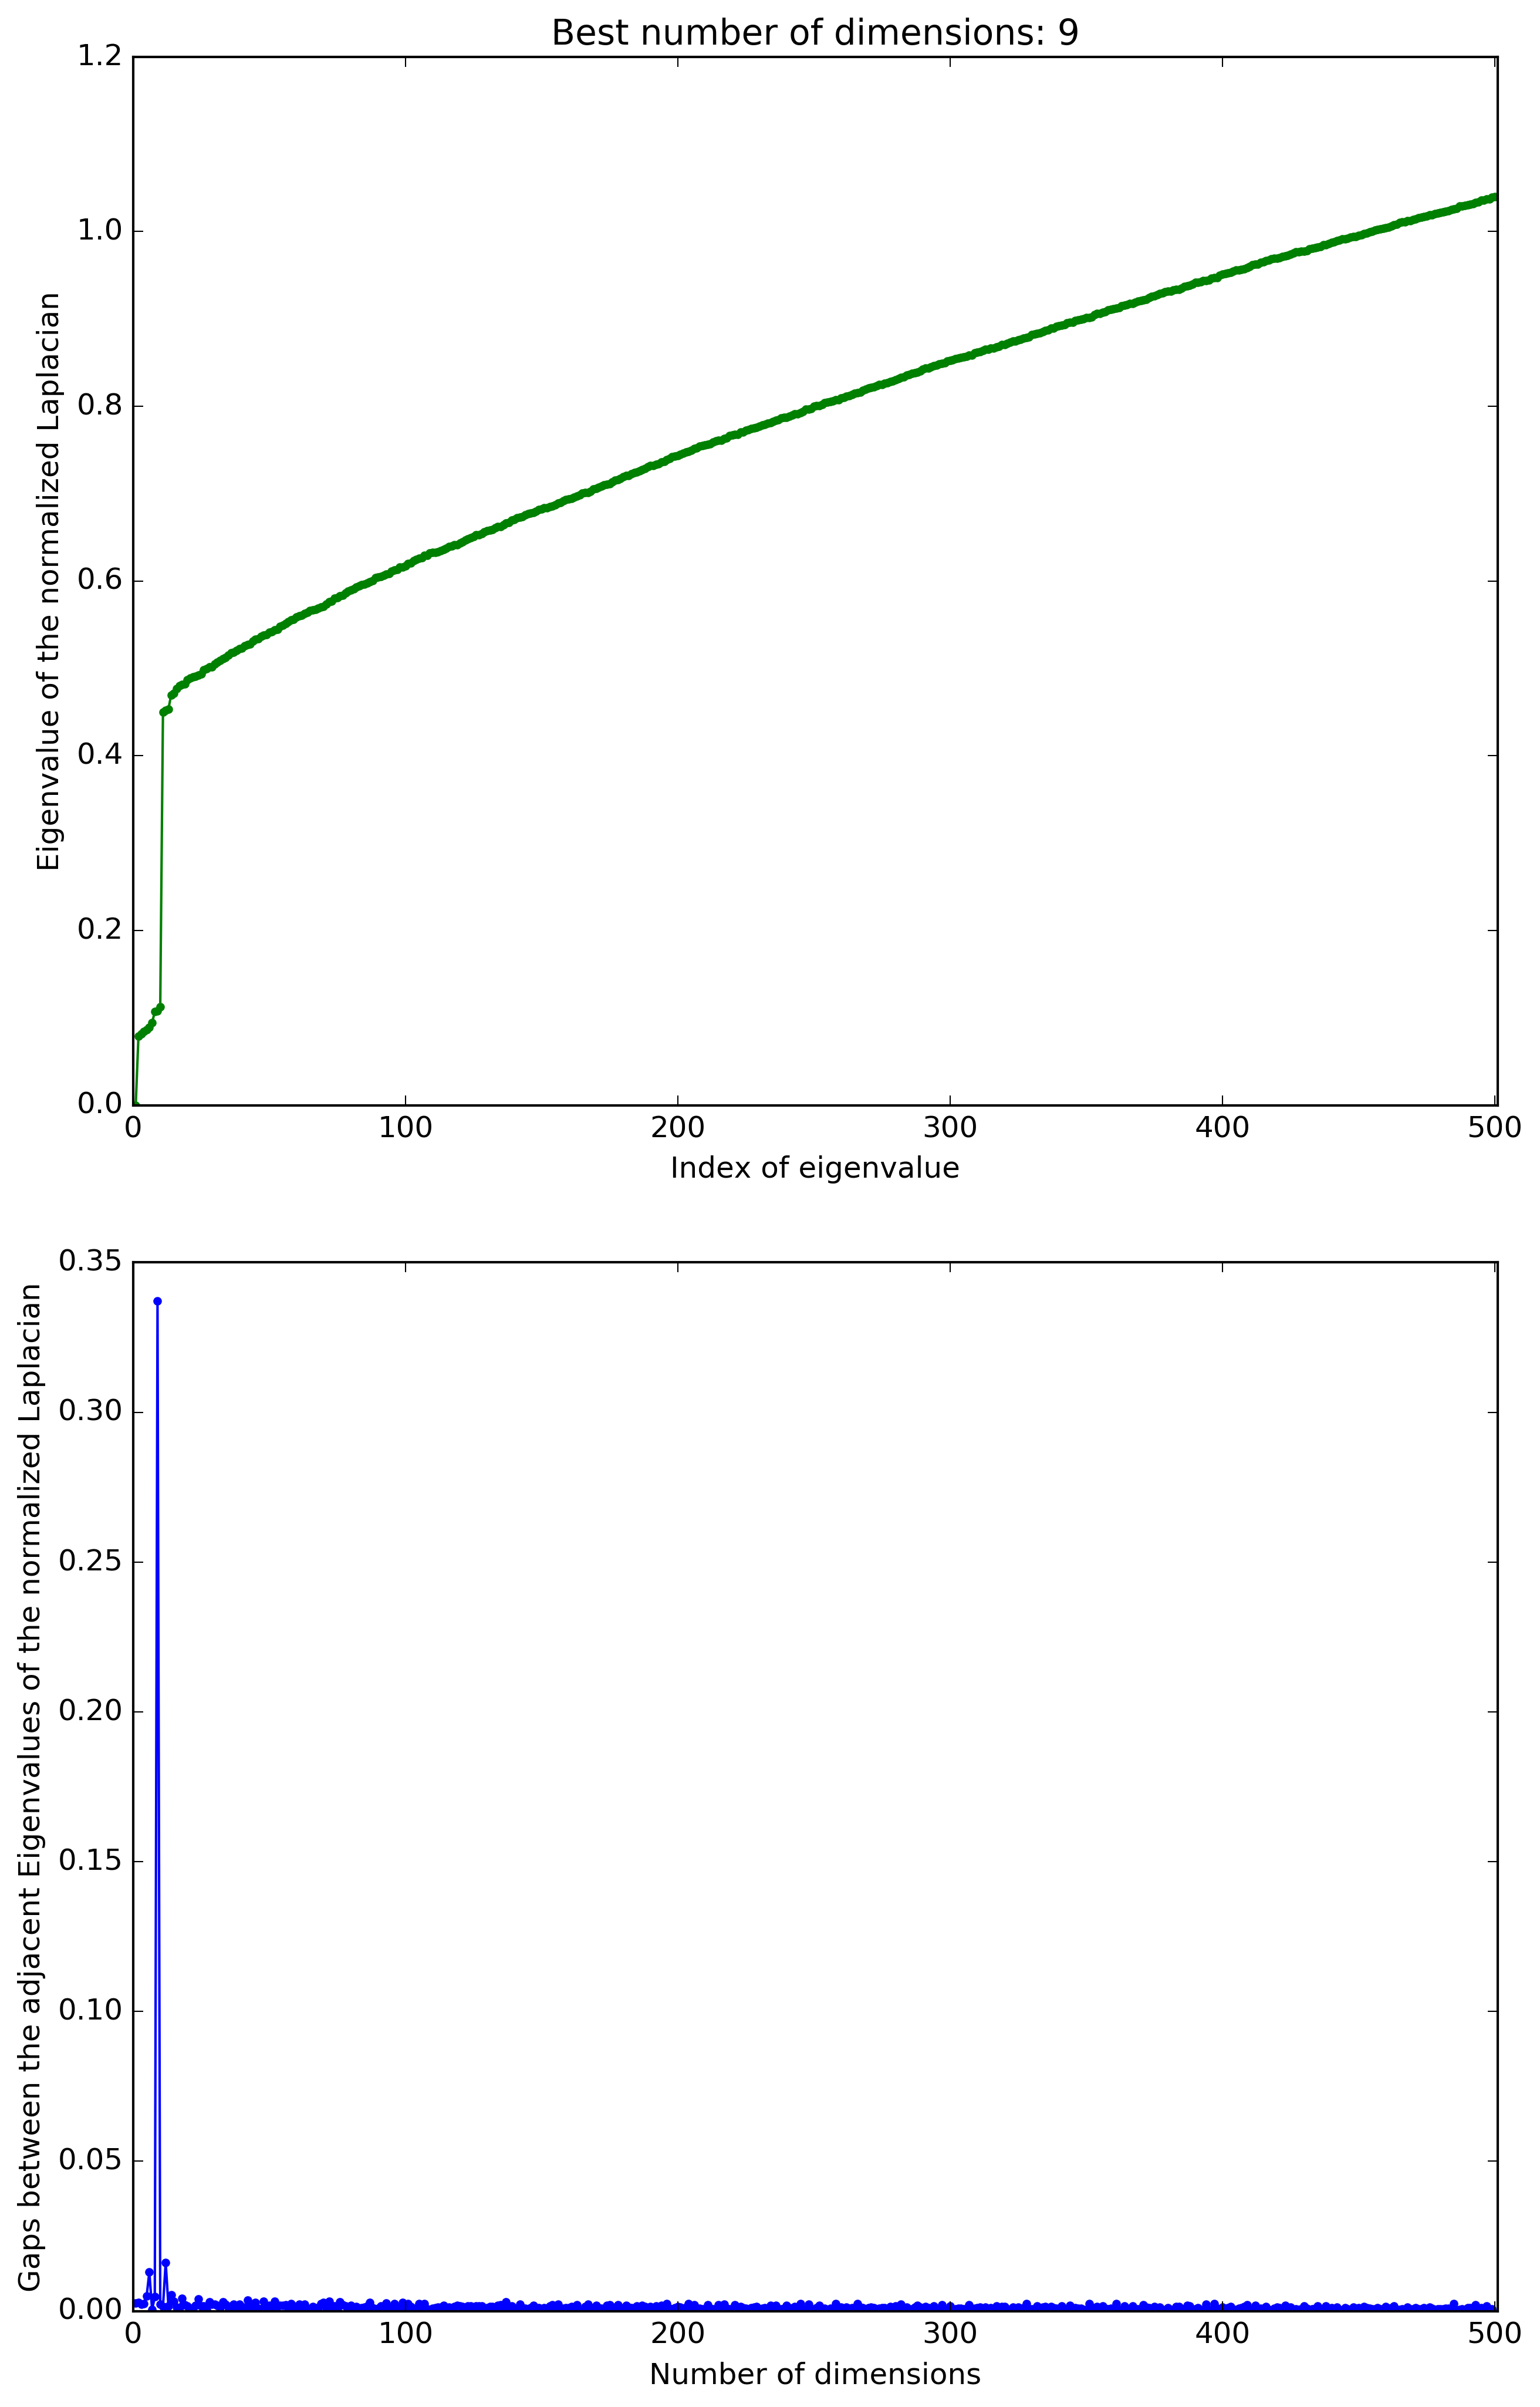 Best number of dimensions: 9
1.2
1.0
0.8
0.6
0.4
0.2
0.0
Eigenvalue of the normalized Laplacian
0 100 200 300 400 500
Index of eigenvalue
0.35
0.30
0.25
0.20
0.15
0.10
0.05
0.00
Gaps between the adjacent Eigenvalues of the normalized Laplacian
0 100 200 300 400 500
Number of dimensions